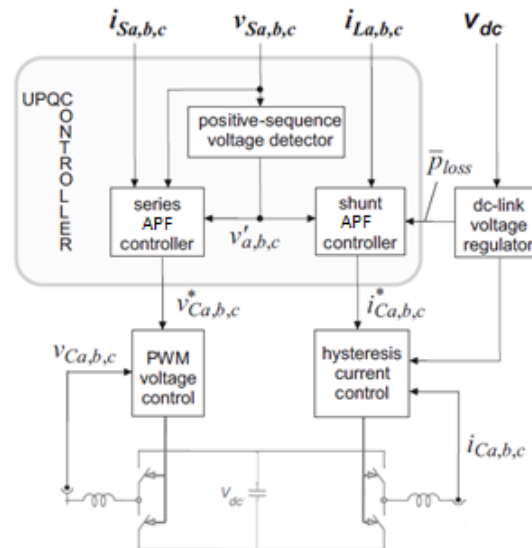 i_{Sa,b,c} v_{Sa,b,c} i_{La,b,c} V_{dc}
UPQC
CONTROLLER
positive-sequence
voltage detector
\overline{p}_{loss}
series
APF
controller
v'_{a,b,c}
shunt
APF
controller
dc-link
voltage
regulator
v^*_{Ca,b,c}
i^*_{Ca,b,c}
v_{Ca,b,c}
PWM
voltage
control
hysteresis
current
control
i_{Ca,b,c}
V_{dc}